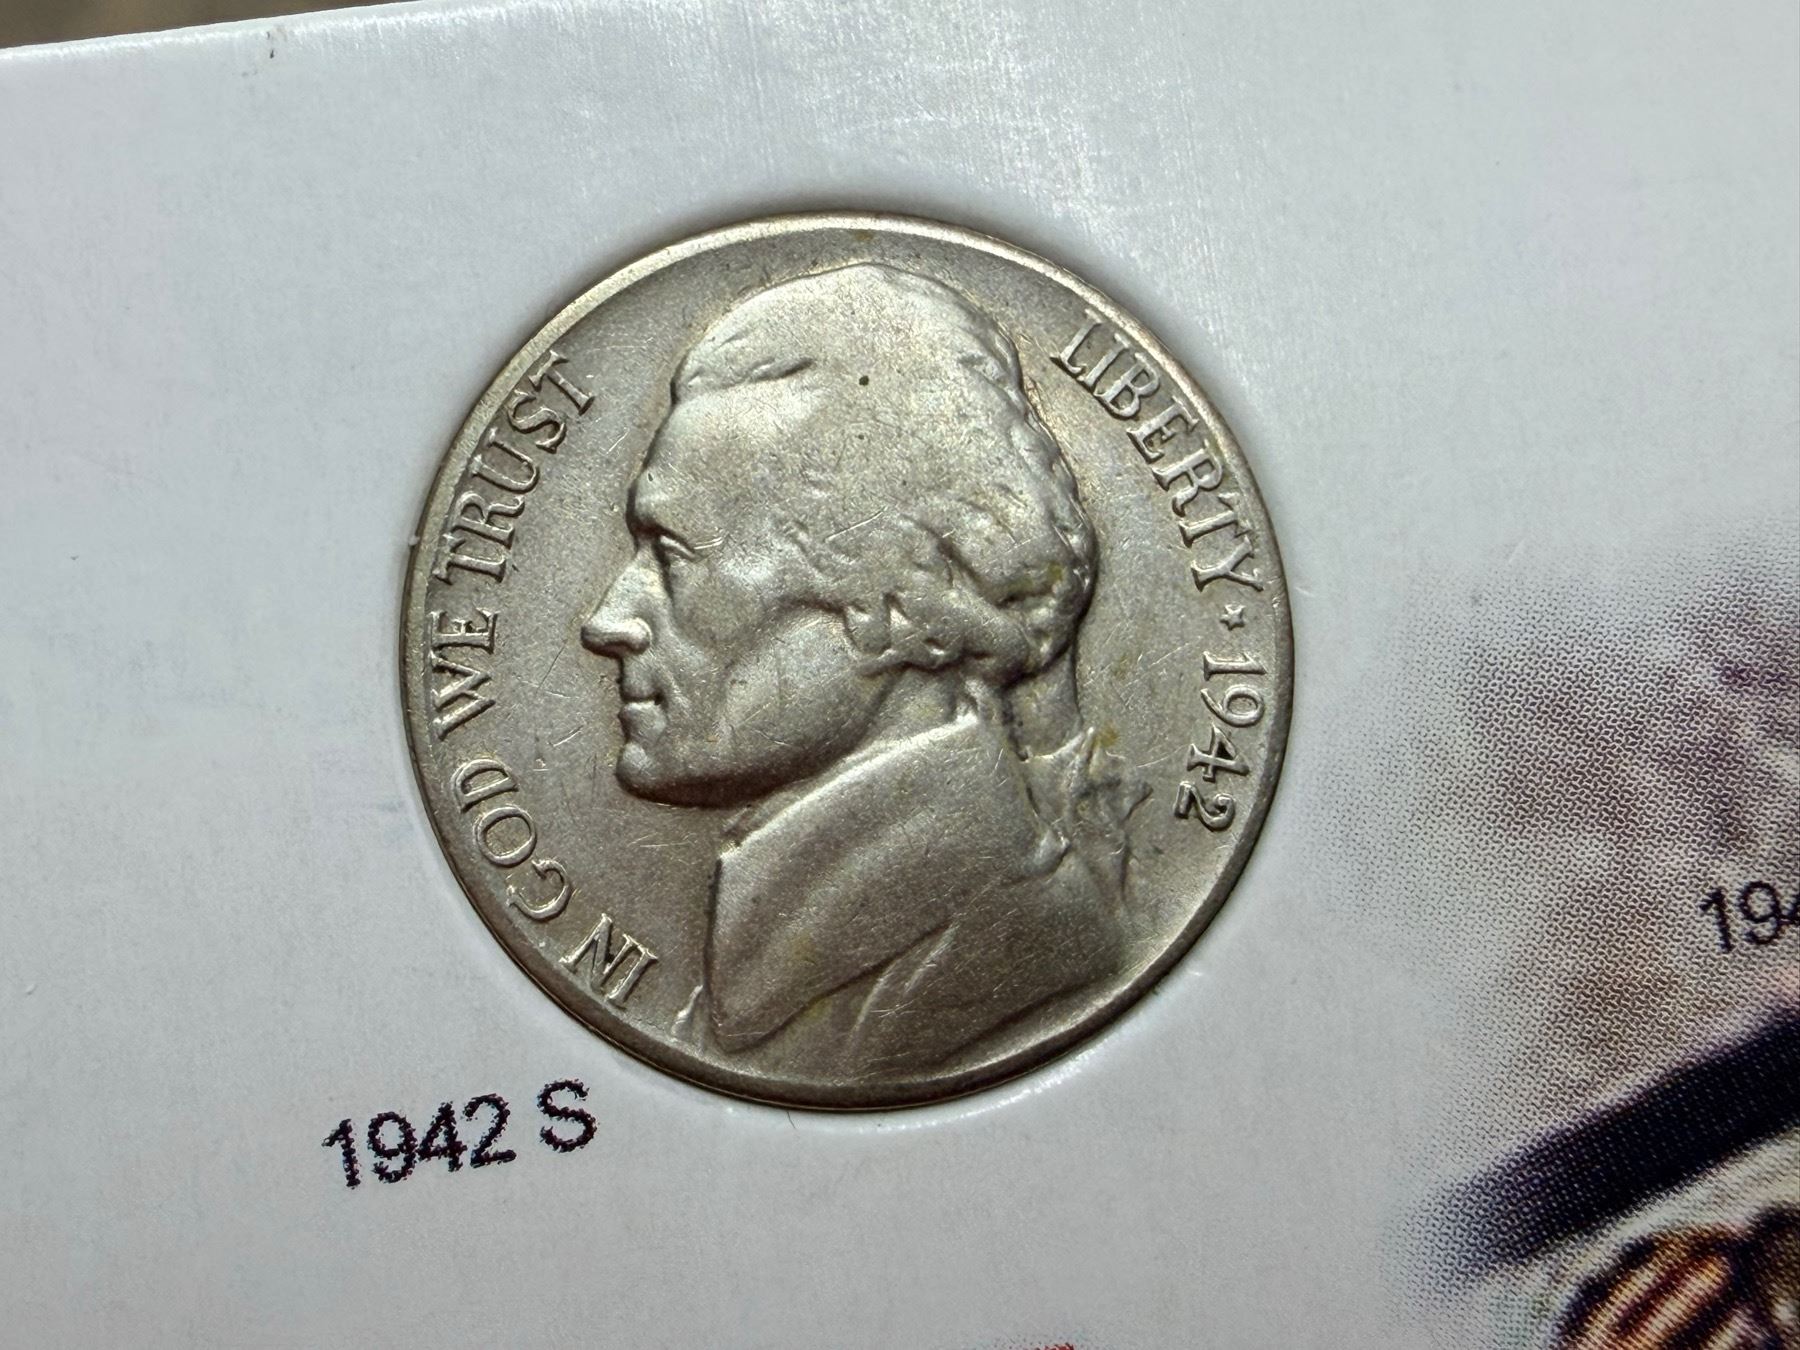 IN GOD WE TRUST
LIBERTY ★ 1942
1942 S